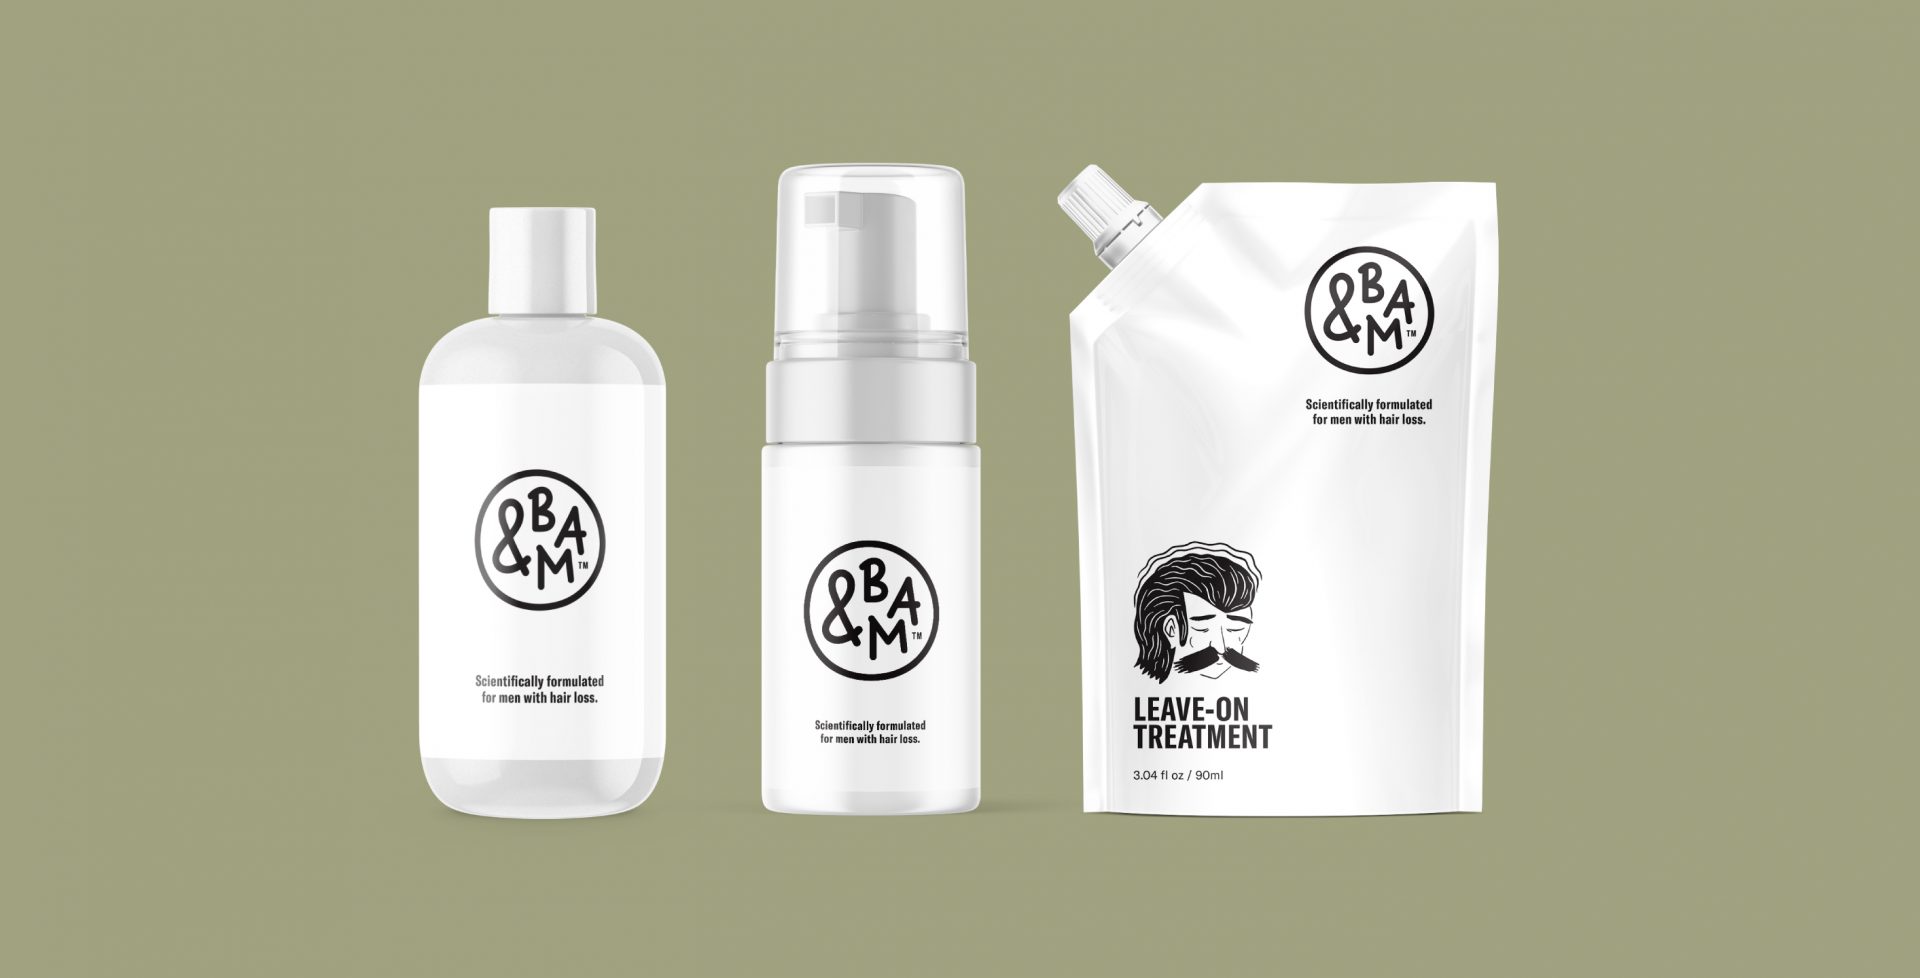 &BAM™
Scientifically formulated
for men with hair loss.
&BAM™
Scientifically formulated
for men with hair loss.
&BAM™
Scientifically formulated
for men with hair loss.
LEAVE-ON
TREATMENT
3.04 fl oz / 90ml